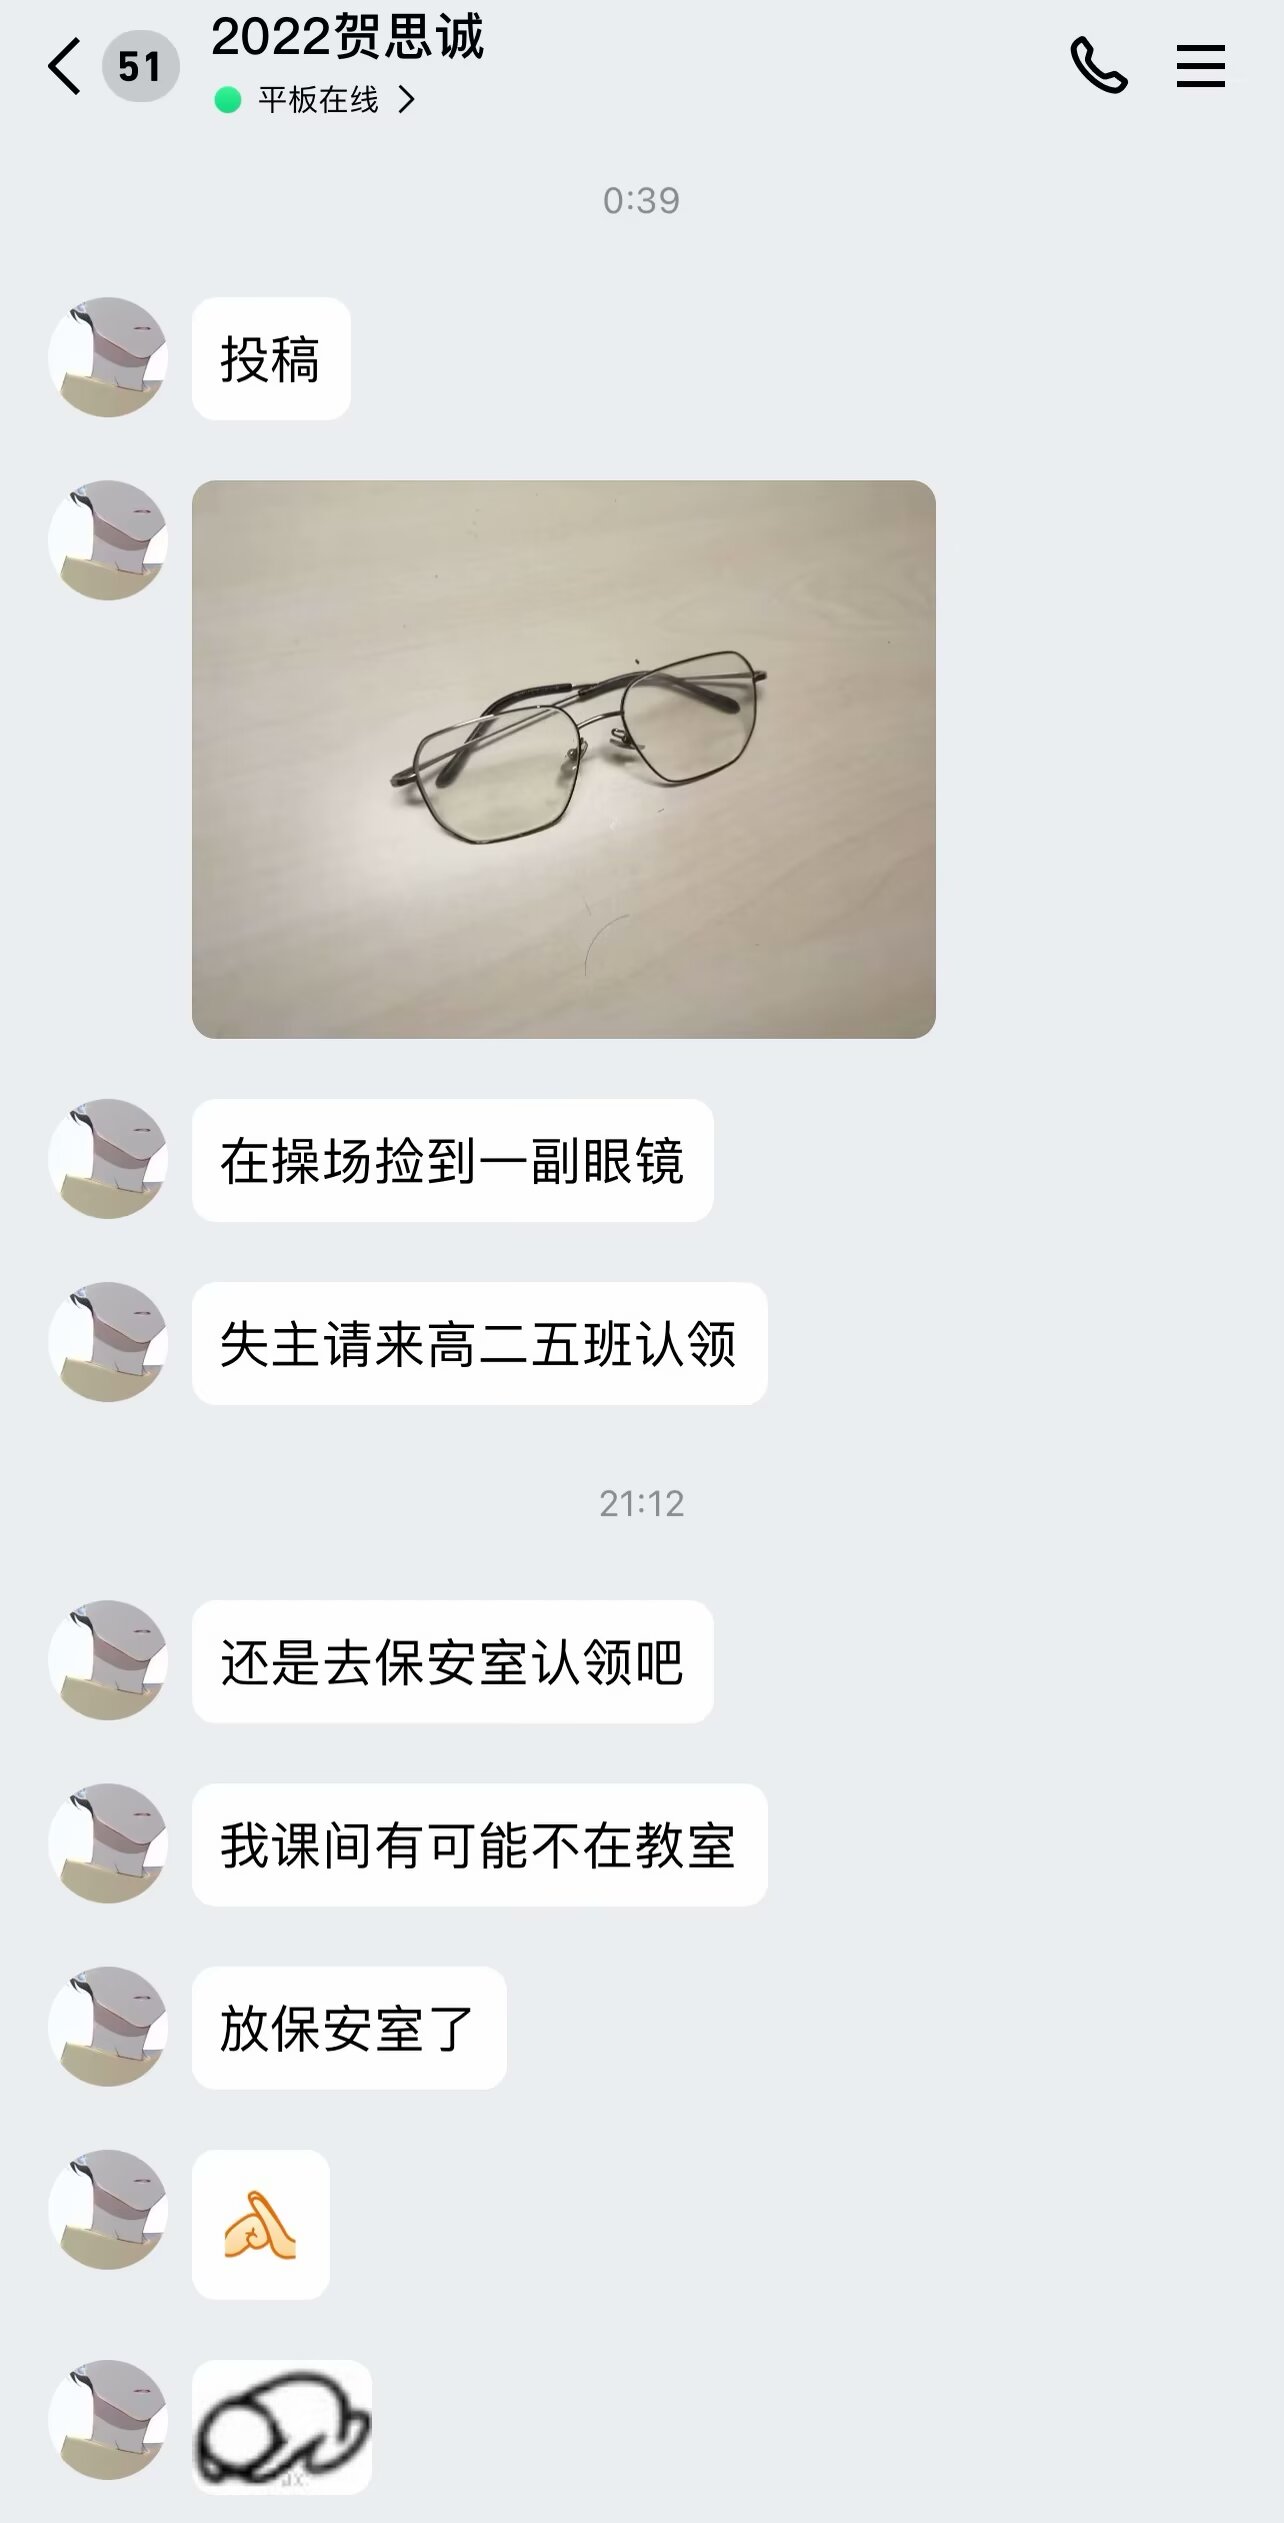 51
2022贺思诚
平板在线
0:39
投稿
在操场捡到一副眼镜
失主请来高二五班认领
21:12
还是去保安室认领吧
我课间有可能不在教室
放保安室了